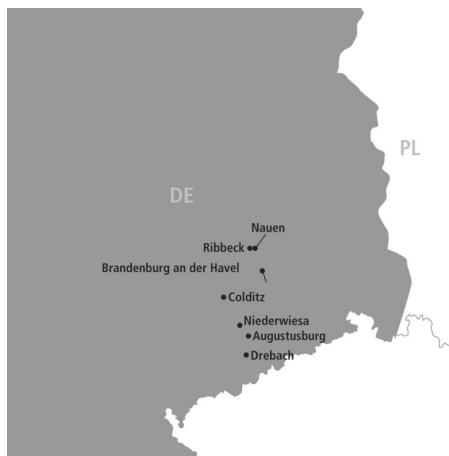 PL
DE
Nauen
Ribbeck
Brandenburg an der Havel
Colditz
Niederwiesa
Augustusburg
Drebach